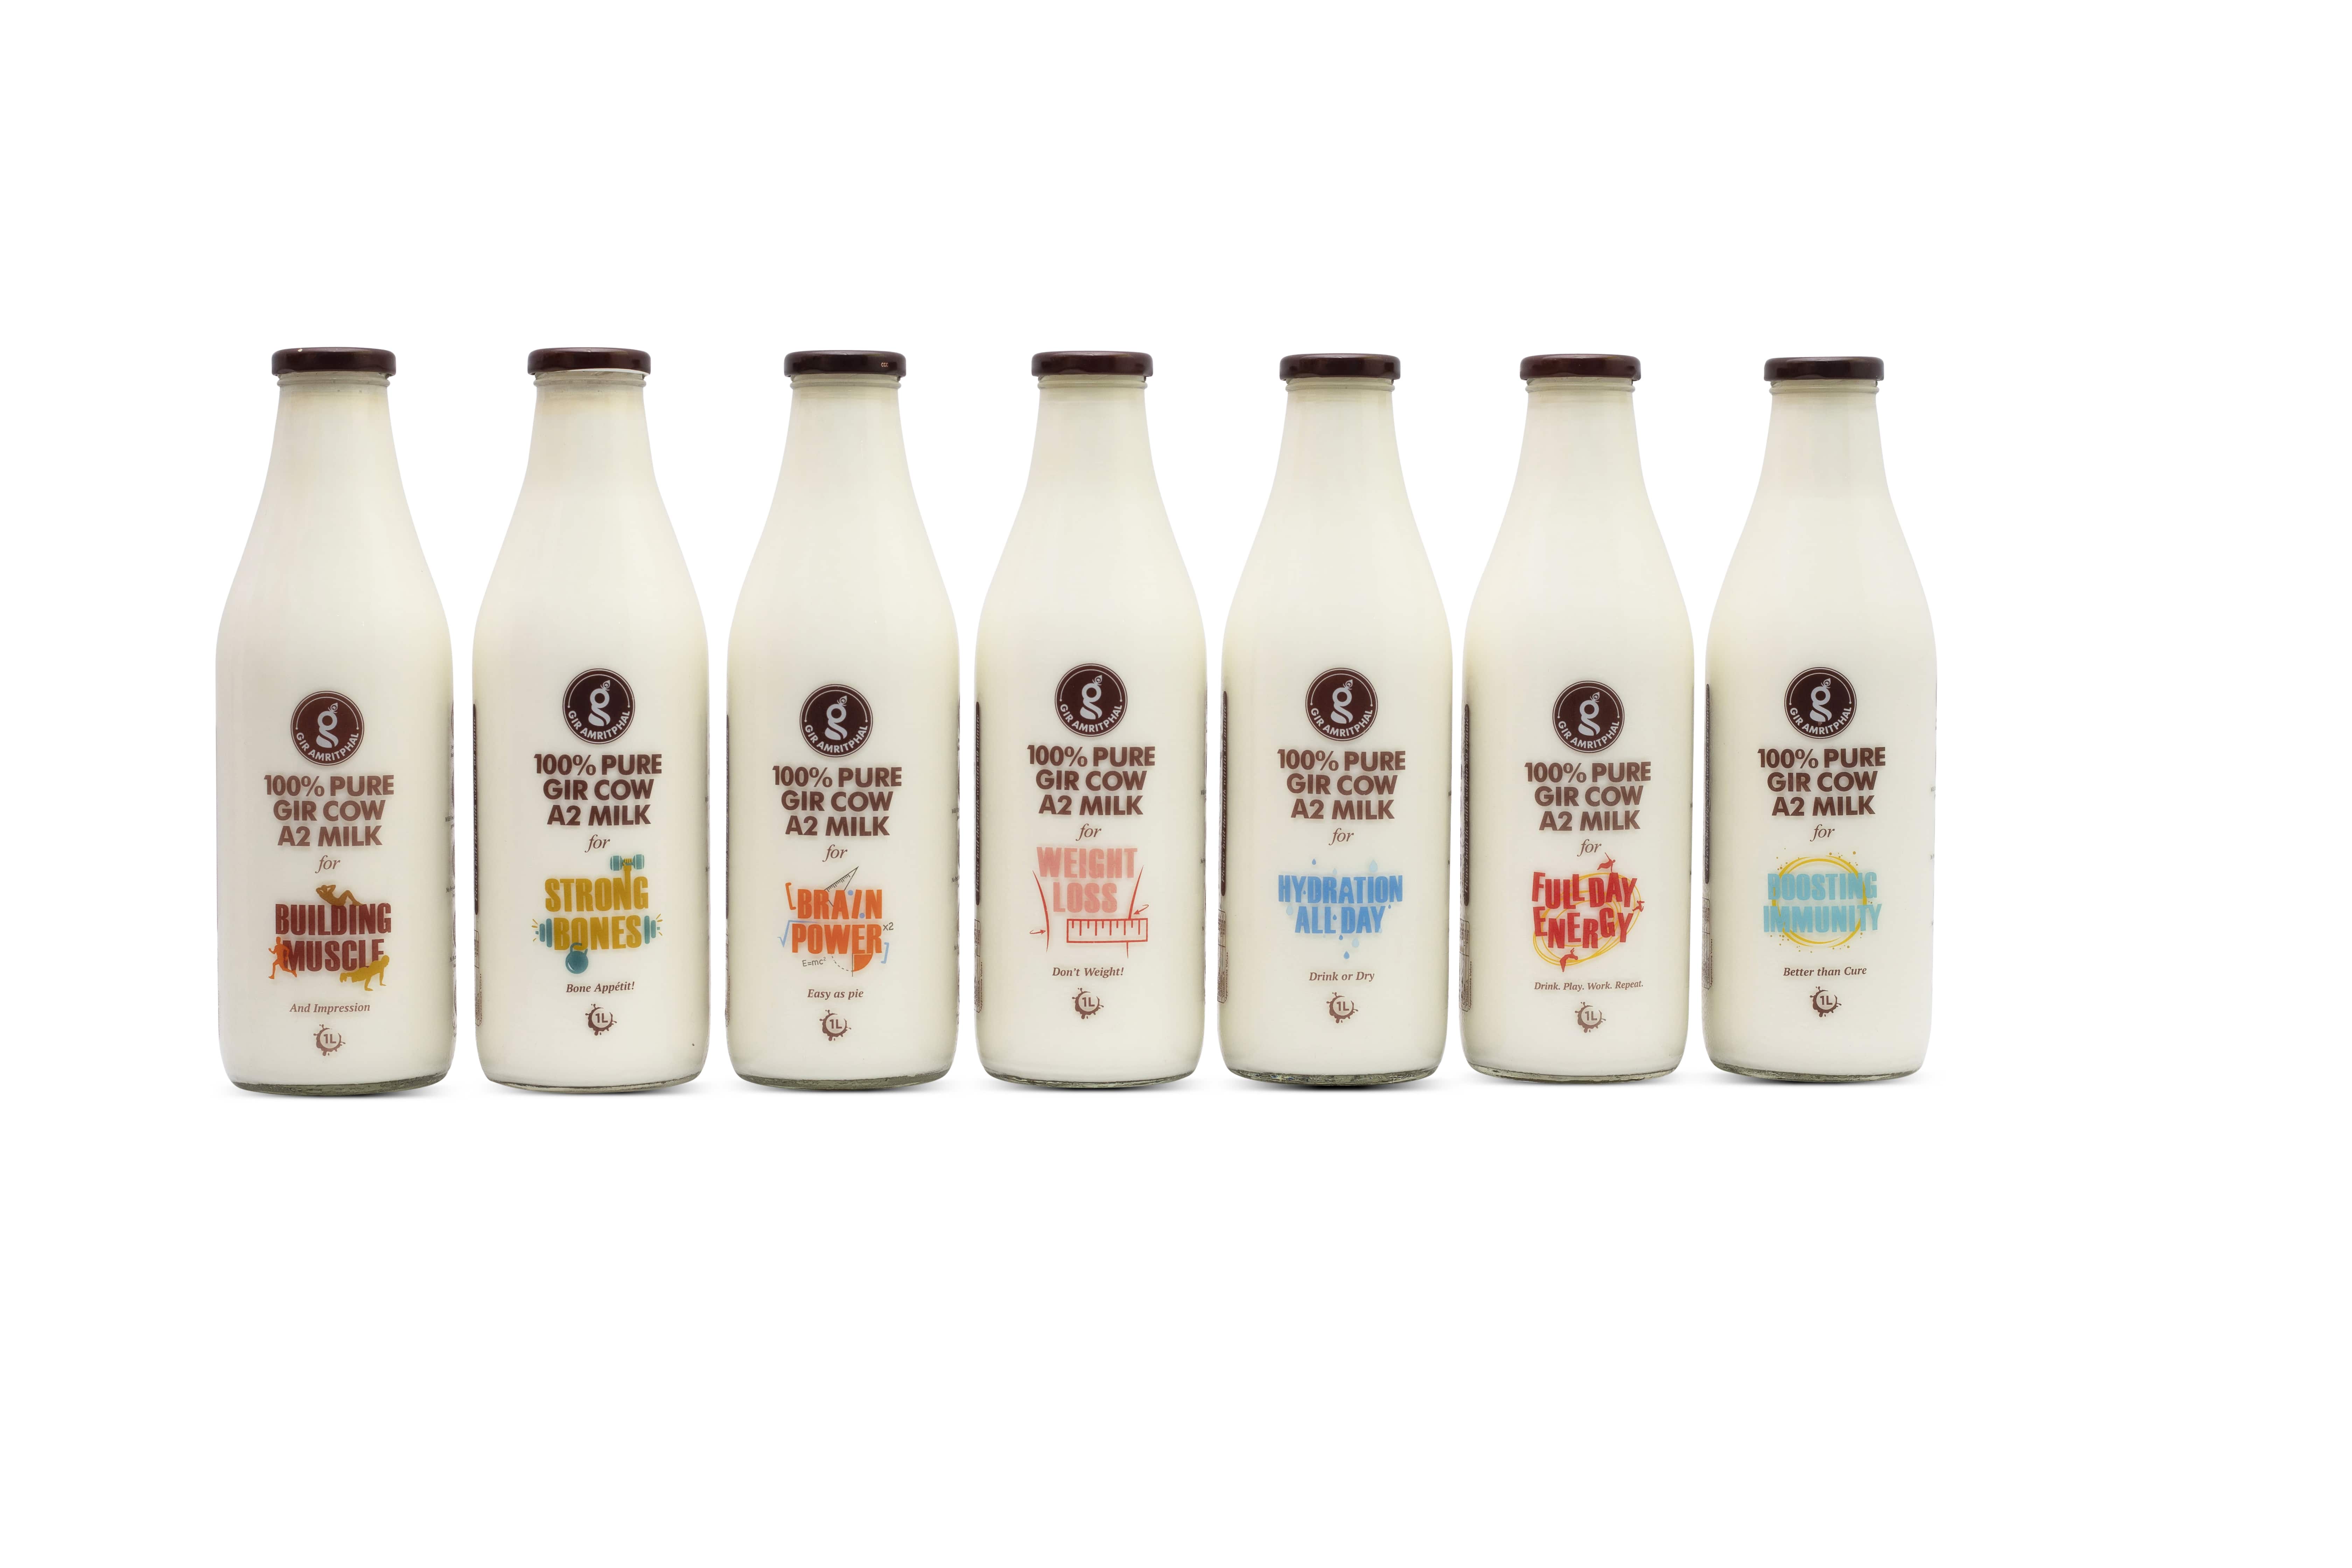 GIR AMRITPHAL
100% PURE
GIR COW
A2 MILK
for
BUILDING
MUSCLE
And Impression
1L
GIR AMRITPHAL
100% PURE
GIR COW
A2 MILK
for
STRONG
BONES
Bone Appétit!
1L
GIR AMRITPHAL
100% PURE
GIR COW
A2 MILK
for
BRAIN
POWER x2
E=mc²
Easy as pie
1L
GIR AMRITPHAL
100% PURE
GIR COW
A2 MILK
for
WEIGHT
LOSS
Don't Weight!
1L
GIR AMRITPHAL
100% PURE
GIR COW
A2 MILK
for
HYDRATION
ALL DAY
Drink or Dry
1L
GIR AMRITPHAL
100% PURE
GIR COW
A2 MILK
for
FULL DAY
ENERGY
Drink. Play. Work. Repeat.
1L
GIR AMRITPHAL
100% PURE
GIR COW
A2 MILK
for
BOOSTING
IMMUNITY
Better than Cure
1L